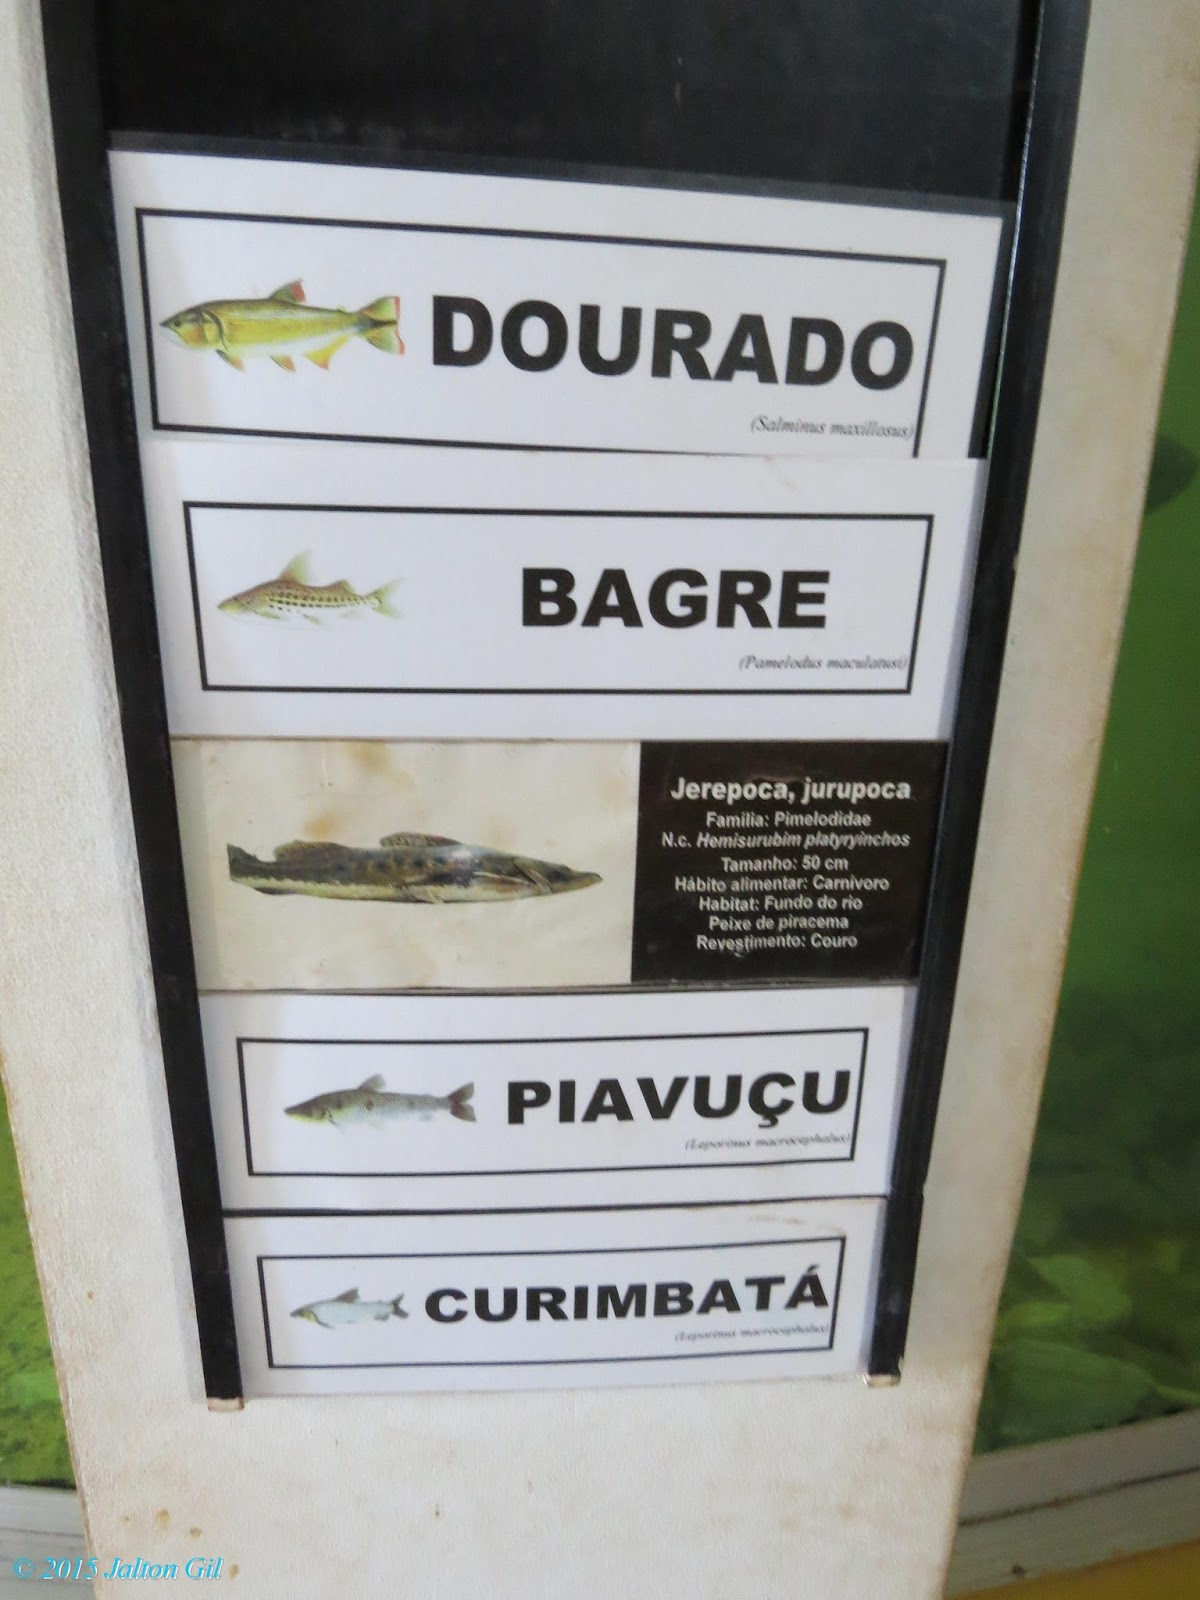 DOURADO
(Salminus maxillosus)
BAGRE
(Pamelodus maculatusi)
Jerepoca, jurupoca
Familia: Pimelodidae
N.c. Hemisurubim platyryinchos
Tamanho: 50 cm
Hábito alimentar: Carnivoro
Habitat: Fundo do rio
Peixe de piracema
Revestimento: Couro
PIAVUÇU
(Leporinus macrocephalus)
CURIMBATÁ
(Leporinus macrocephalus)
© 2015 Jalton Gil